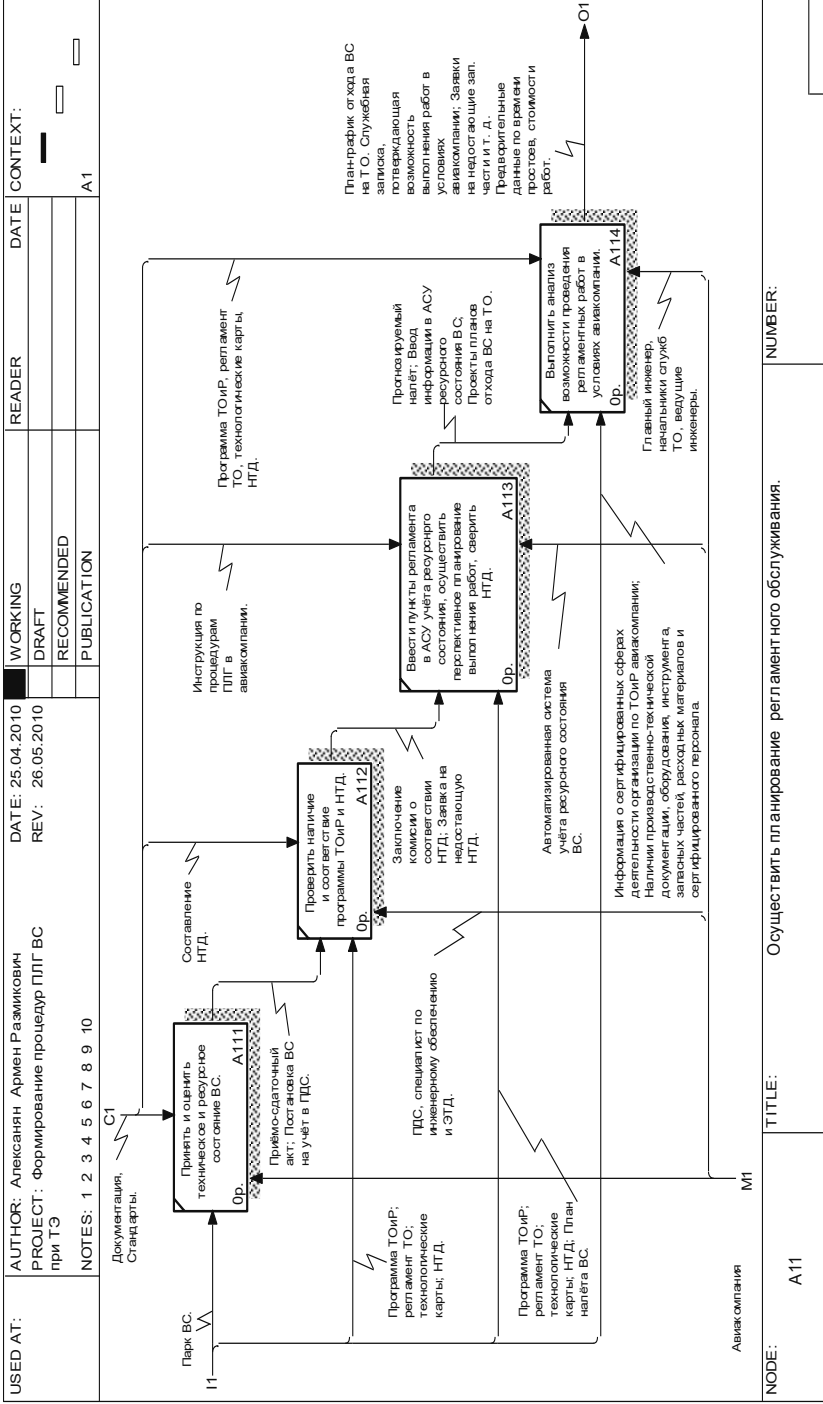 USED AT:
AUTHOR: Алексанян Армен Размикович
DATE: 25.04.2010
PROJECT: Формирование процедур ПЛГ ВС
при ТЭ
REV: 26.05.2010
NOTES: 1 2 3 4 5 6 7 8 9 10
WORKING
DRAFT
RECOMMENDED
PUBLICATION
READER
DATE
CONTEXT:
A1
Документация,
Стандарты.
C1
Парк ВС.
I1
Принять и оценить
техническое и ресурсное
состояние ВС.
0р.
A111
Приёмо-сдаточный
акт; Постановка ВС
на учёт в ПДС.
Составление
НТД.
Проверить наличие
и соответствие
программы ТОиР и НТД.
0р.
A112
Заключение
комисии о
соответствии
НТД; Заявка на
недостающую
НТД.
Инструкция по
процедурам
ПЛГ в
авиакомпании.
Ввести пункты регламента
в АСУ учёта ресурснрго
состояния, осуществить
перспективное планирование
выполнения работ, сверить
НТД.
0р.
A113
Прогнозируемый
налёт; Ввод
информации в АСУ
ресурсного
состояния ВС;
Проекты планов
отхода ВС на ТО.
Программа ТОиР, регламент
ТО, технологические карты,
НТД.
Выполнить анализ
возможности проведения
регламентных работ в
условиях авиакомпании.
0р.
A114
План-график отхода ВС
на ТО. Служебная
записка,
потверждающая
возможность
выполнения работ в
условиях
авиакомпании; Заявки
на недостающие зап.
части и т. д.
Предворительные
данные по времени
простоев, стоимости
работ.
O1
Программа ТОиР;
регламент ТО;
технологические
карты; НТД.
ПДС, специалист по
инженерному обеспечению
и ЭТД.
Программа ТОиР;
регламент ТО;
технологические
карты; НТД; План
налёта ВС.
Автоматизированная система
учёта ресурсного состояния
ВС.
Информация о сертифицированных сферах
деятельности организации по ТОиР авиакомпании;
Наличии производственно-технической
документации, оборудования, инструмента,
запасных частей, расходных материалов и
сертифицированного персонала.
Главный инженер,
начальники служб
ТО, ведущие
инженеры.
Авиакомпания
M1
NODE:
A11
TITLE:
Осуществить планирование регламентного обслуживания.
NUMBER: